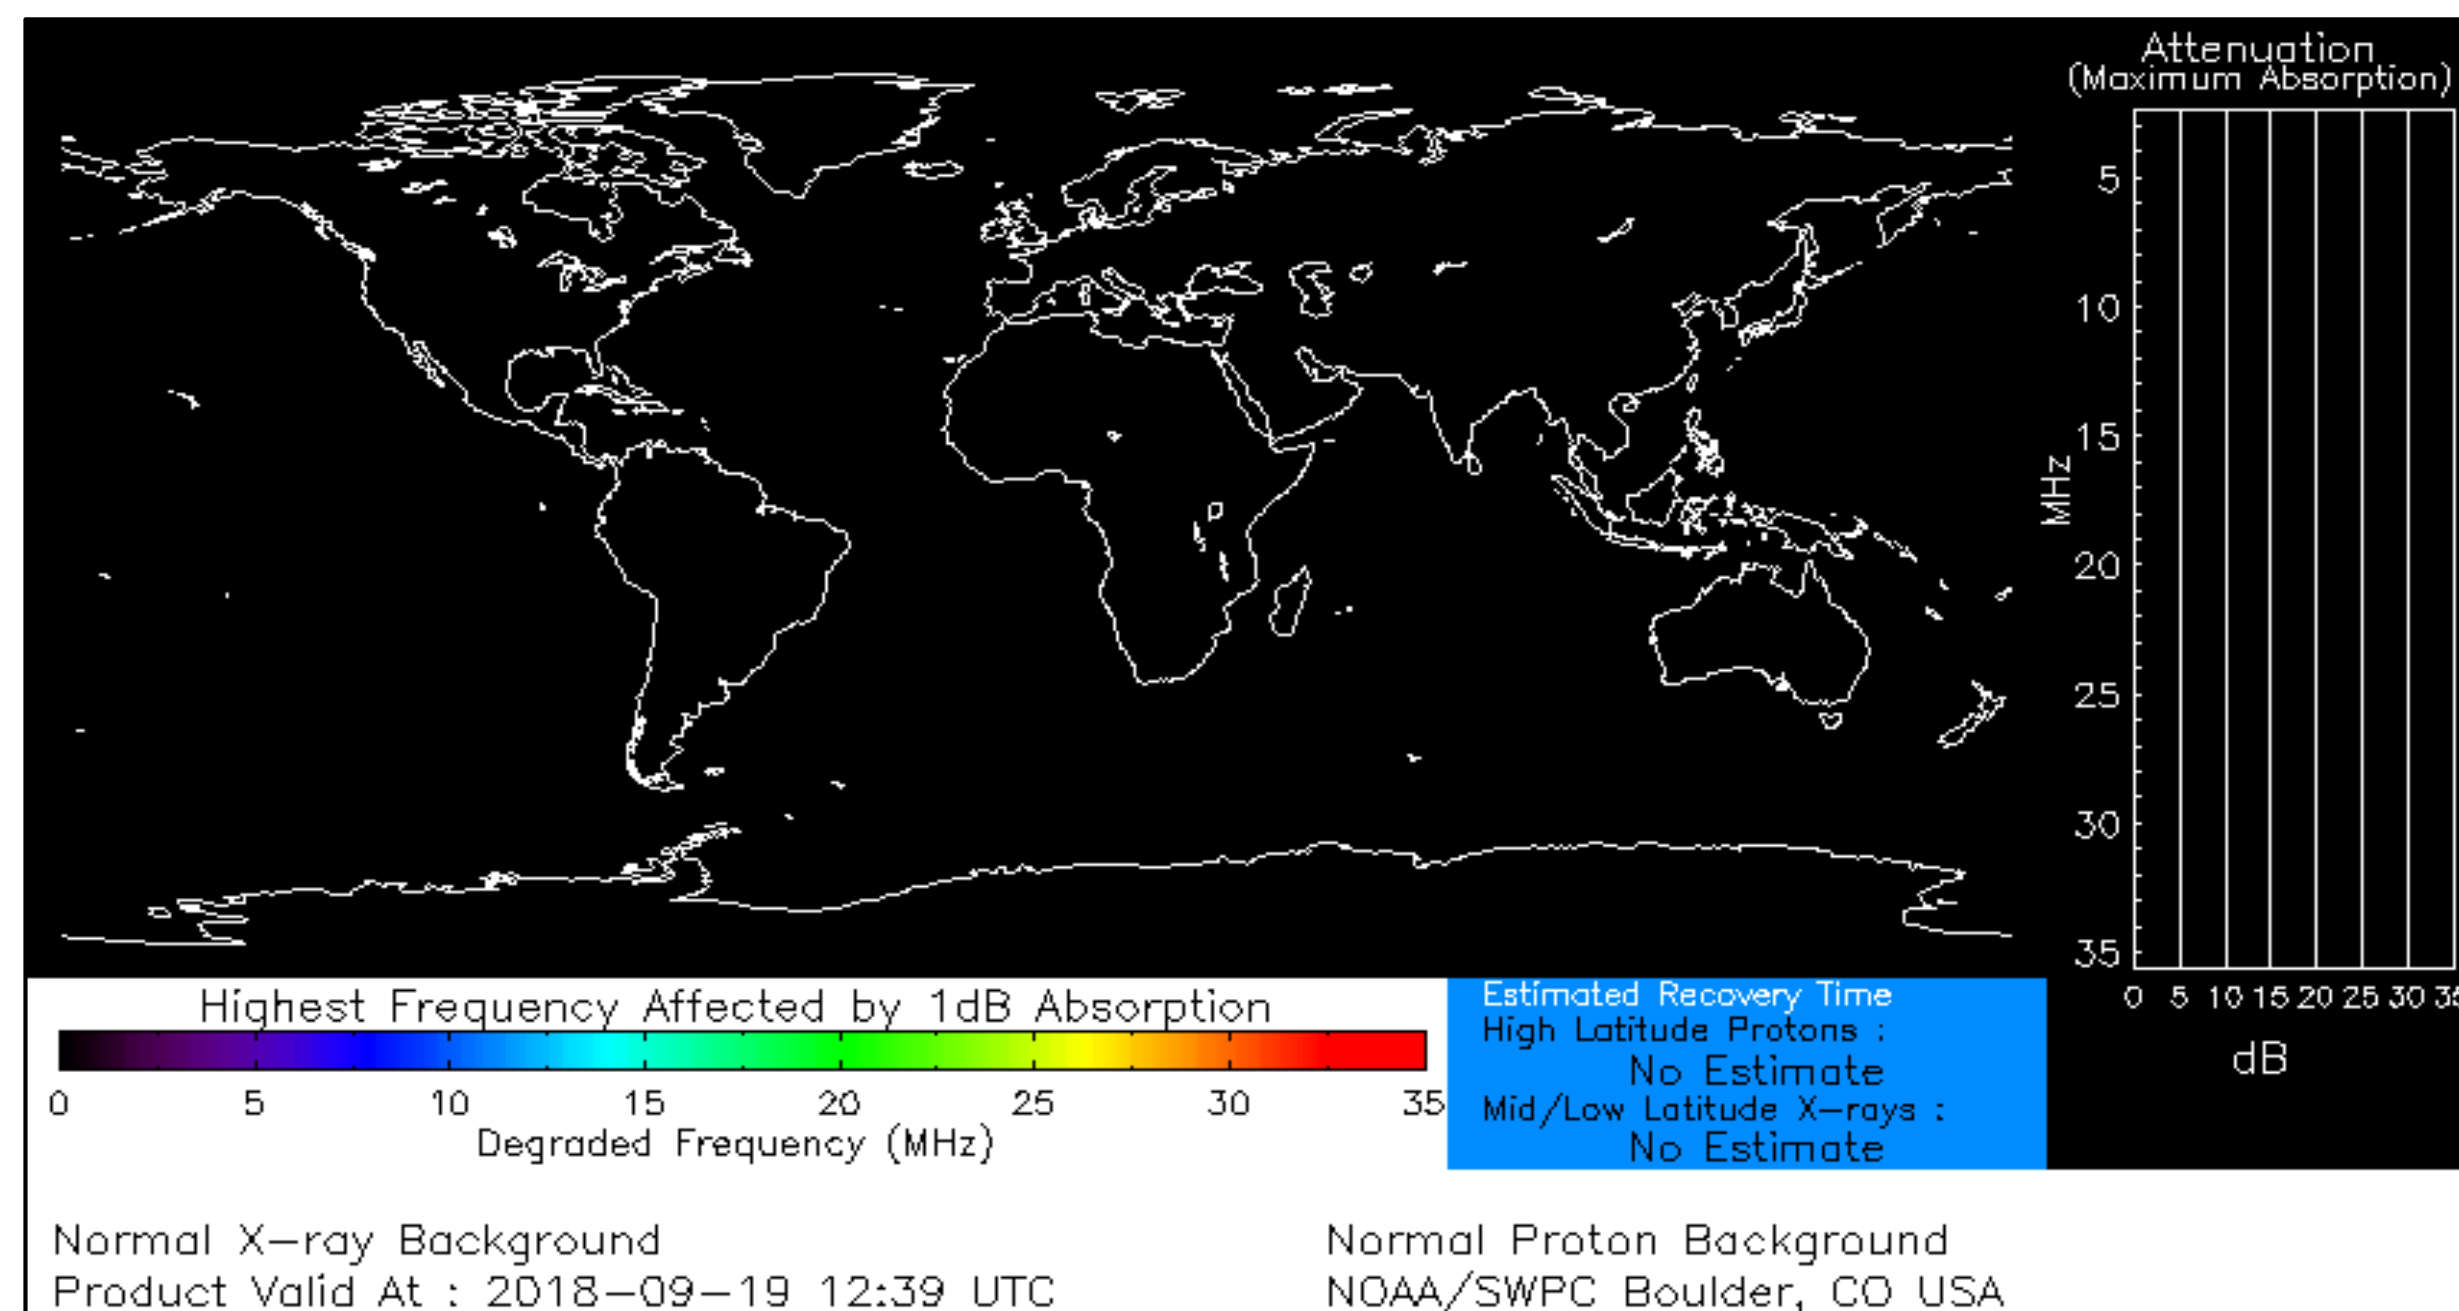 Attenuation
(Maximum Absorption)
5
10
15
20
25
30
35
MHz
0 5 10 15 20 25 30
dB
Highest Frequency Affected by 1dB Absorption
0 5 10 15 20 25 30 35
Degraded Frequency (MHz)
Estimated Recovery Time
High Latitude Protons :
No Estimate
Mid/Low Latitude X-rays :
No Estimate
Normal X-ray Background
Normal Proton Background
Product Valid At : 2018-09-19 12:39 UTC
NOAA/SWPC Boulder, CO USA